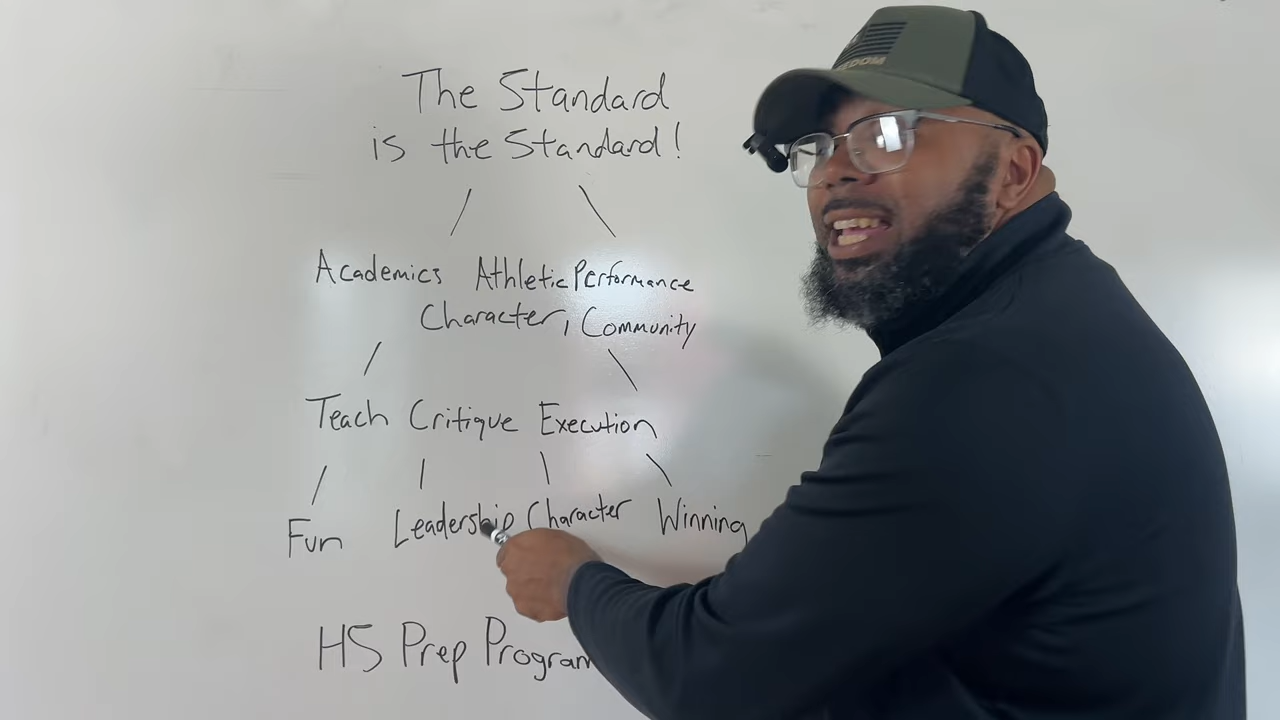 The Standard
is the Standard!
Academics Athletic Performance
Character, Community
Teach Critique Execution
Fun Leadership Character Winning
HS Prep Program